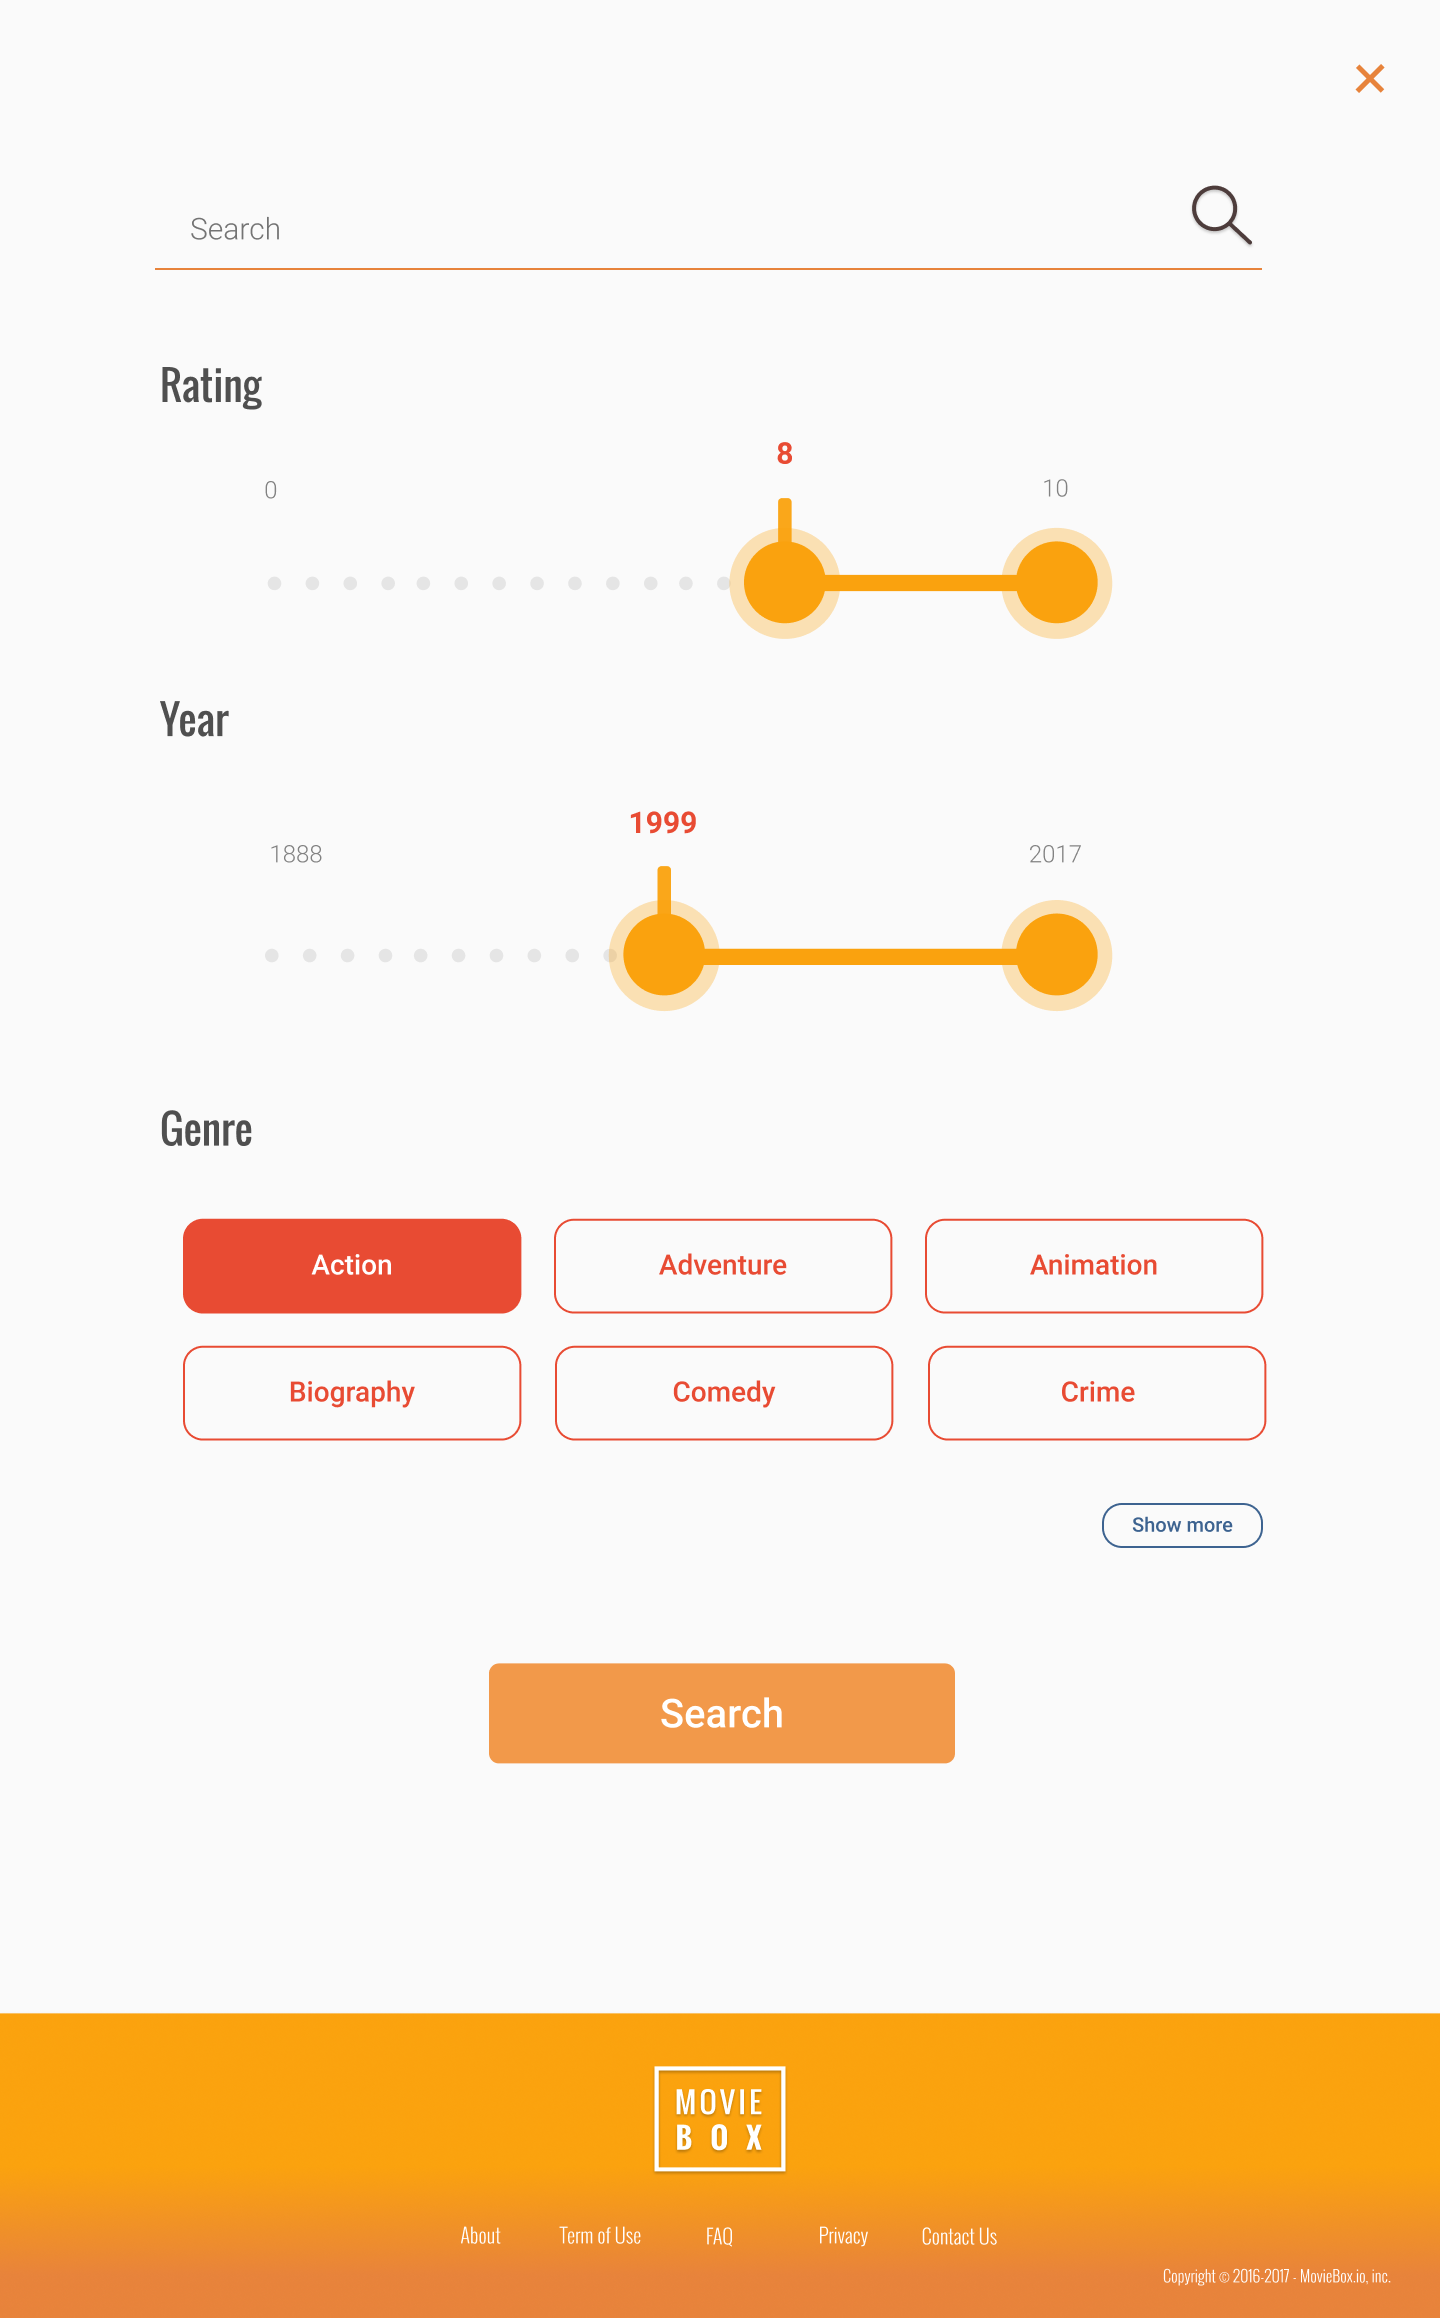 Search
Rating
8
0
10
Year
1999
1888
2017
Genre
Action
Adventure
Animation
Biography
Comedy
Crime
Show more
Search
MOVIE
BOX
About
Term of Use
FAQ
Privacy
Contact Us
Copyright © 2016-2017 - MovieBox.io, inc.